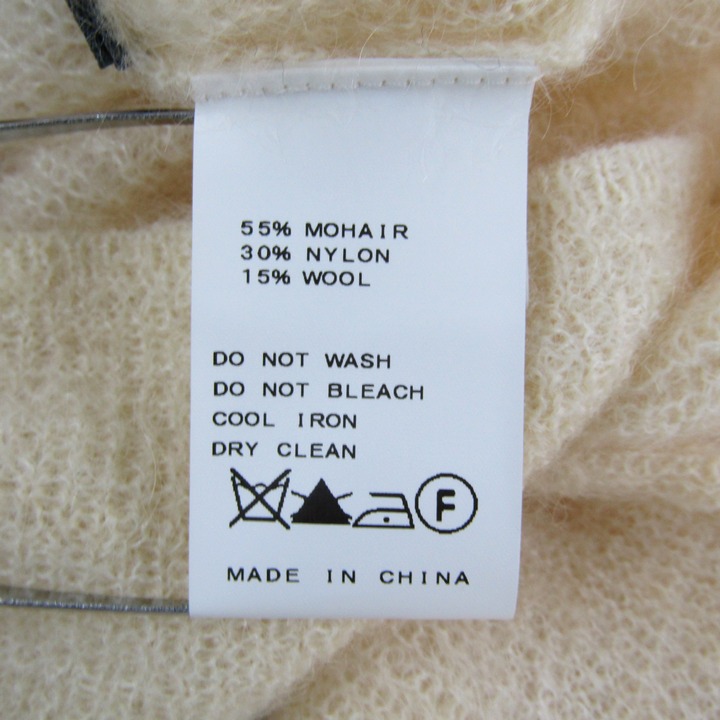 55% MOHAIR
30% NYLON
15% WOOL
DO NOT WASH
DO NOT BLEACH
COOL IRON
DRY CLEAN
F
MADE IN CHINA